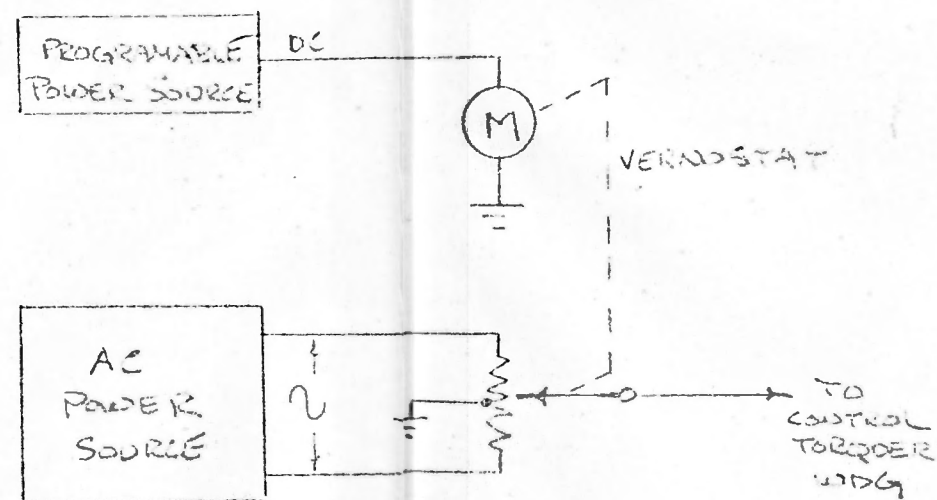 PROGRAMABLE
POWER SOURCE
DC
M
VERNOSTAT
AC
POWER
SOURCE
TO
CONTROL
TORQUER
WDG